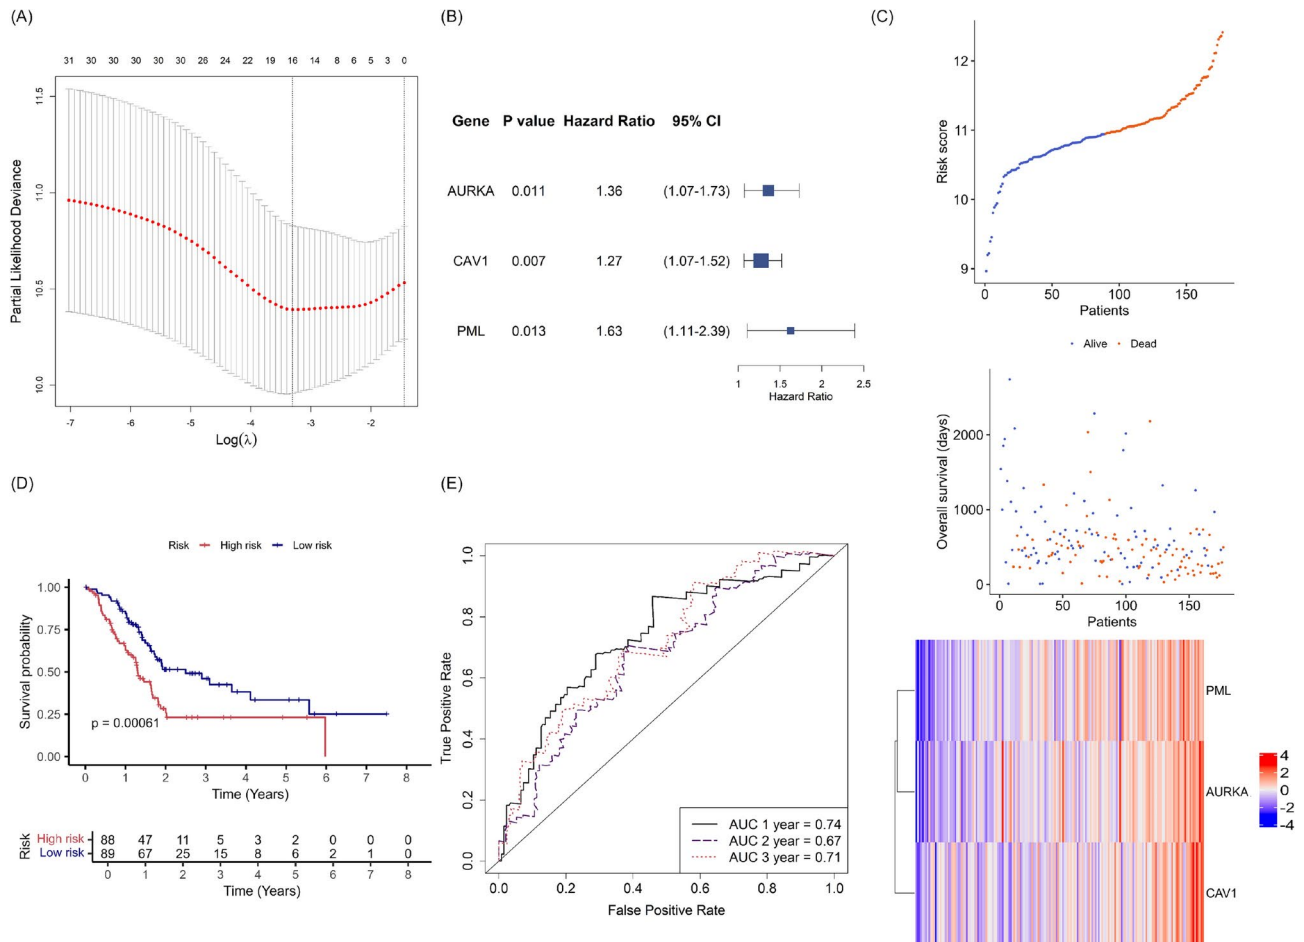 (A)
31 30 30 30 30 30 26 24 22 19 16 14 8 6 5 3 0
Partial Likelihood Deviance
11.5
11.0
10.5
10.0
-7 -6 -5 -4 -3 -2
Log(λ)
(B)
Gene P value Hazard Ratio 95% CI
AURKA 0.011 1.36 (1.07-1.73)
CAV1 0.007 1.27 (1.07-1.52)
PML 0.013 1.63 (1.11-2.39)
1 1.5 2 2.5
Hazard Ratio
(C)
Risk score
12
11
10
9
0 50 100 150
Patients
Alive Dead
Overall survival (days)
2000
1000
0
0 50 100 150
Patients
PML
AURKA
CAV1
4
2
0
-2
-4
(D)
Risk High risk Low risk
Survival probability
1.00
0.75
0.50
0.25
0.00
p = 0.00061
0 1 2 3 4 5 6 7 8
Time (Years)
Risk
High risk 88 47 11 5 3 2 0 0 0
Low risk 89 67 25 15 8 6 2 1 0
0 1 2 3 4 5 6 7 8
Time (Years)
(E)
True Positive Rate
1.0
0.8
0.6
0.4
0.2
0.0
AUC 1 year = 0.74
AUC 2 year = 0.67
AUC 3 year = 0.71
0.0 0.2 0.4 0.6 0.8 1.0
False Positive Rate